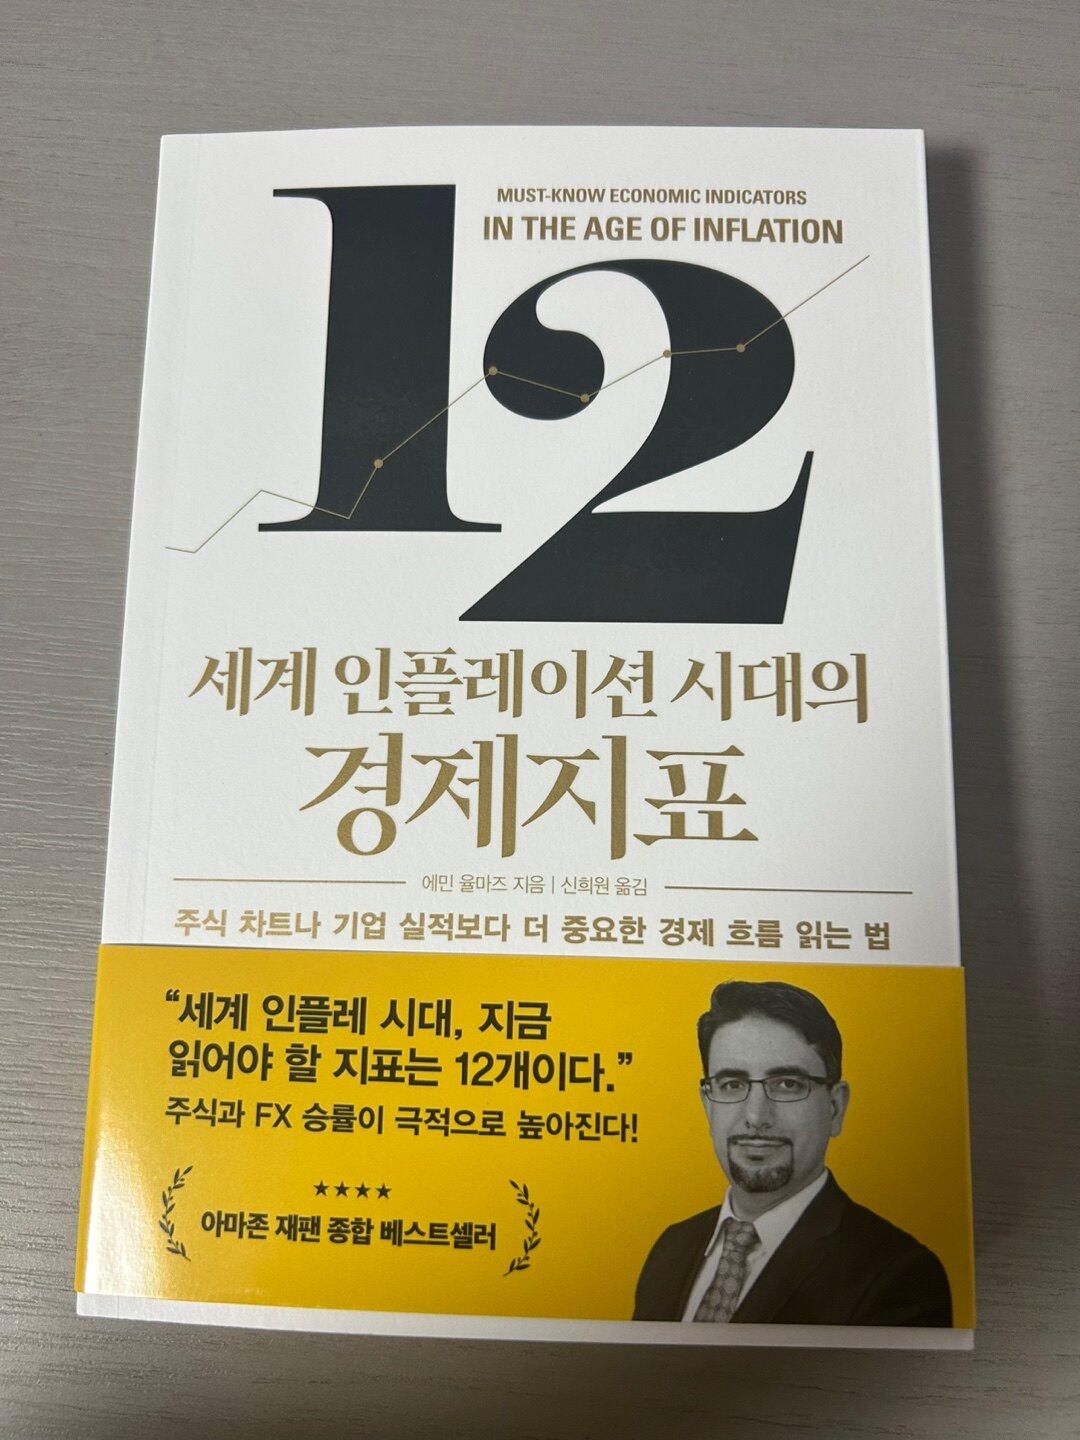 MUST-KNOW ECONOMIC INDICATORS
IN THE AGE OF INFLATION
12
세계 인플레이션 시대의
경제지표
에민 율마즈 지음 | 신희원 옮김
주식 차트나 기업 실적보다 더 중요한 경제 흐름 읽는 법
“세계 인플레 시대, 지금
읽어야 할 지표는 12개이다.”
주식과 FX 승률이 극적으로 높아진다!
★★★★
아마존 재팬 종합 베스트셀러